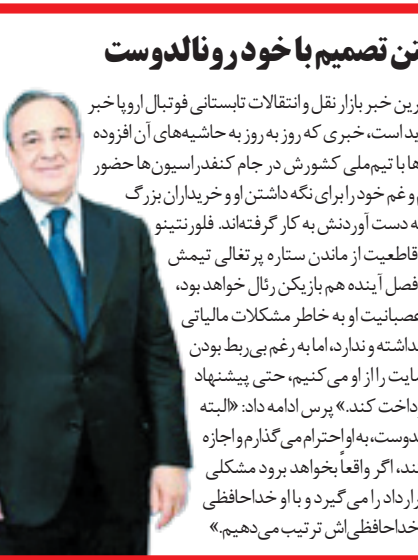 تن تصمیم با خود رونالدوست
رین خبر بازار نقل و انتقالات تابستانی فوتبال اروپا خبر
ید است، خبری که روز به روز به حاشیه‌های آن افزوده
ها با تیم‌ملی کشورش در جام کنفدراسیون‌ها حضور
م و غم خود را برای نگه داشتن او و خریداران بزرگ
ه دست آوردنش به کار گرفته‌اند. فلورنتینو
قاطعیت از ماندن ستاره پرتغالی تیمش
فصل آینده هم بازیکن رئال خواهد بود،
عصبانیت او به خاطر مشکلات مالیاتی
نداشته و ندارد، اما به رغم بی‌ربط بودن
مایت را از او می‌کنیم، حتی پیشنهاد
داخت کند.» پرس ادامه داد: «البته
دوست، به او احترام می‌گذارم و اجازه
ند، اگر واقعاً بخواهد برود مشکلی
رارداد را می‌گیرد و با او خداحافظی
خداحافظی‌اش ترتیب می‌دهیم.»